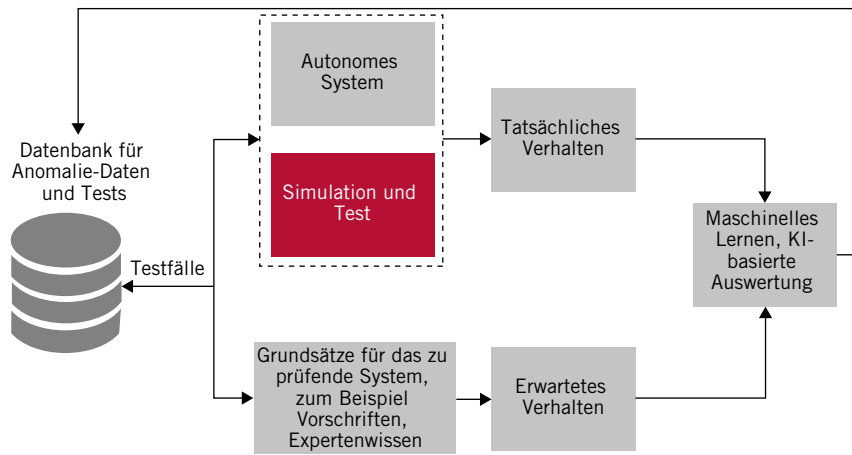 Autonomes
System
Simulation und
Test
Tatsächliches
Verhalten
Datenbank für
Anomalie-Daten
und Tests
Testfälle
Maschinelles
Lernen, KI-
basierte
Auswertung
Grundsätze für das zu
prüfende System,
zum Beispiel
Vorschriften,
Expertenwissen
Erwartetes
Verhalten